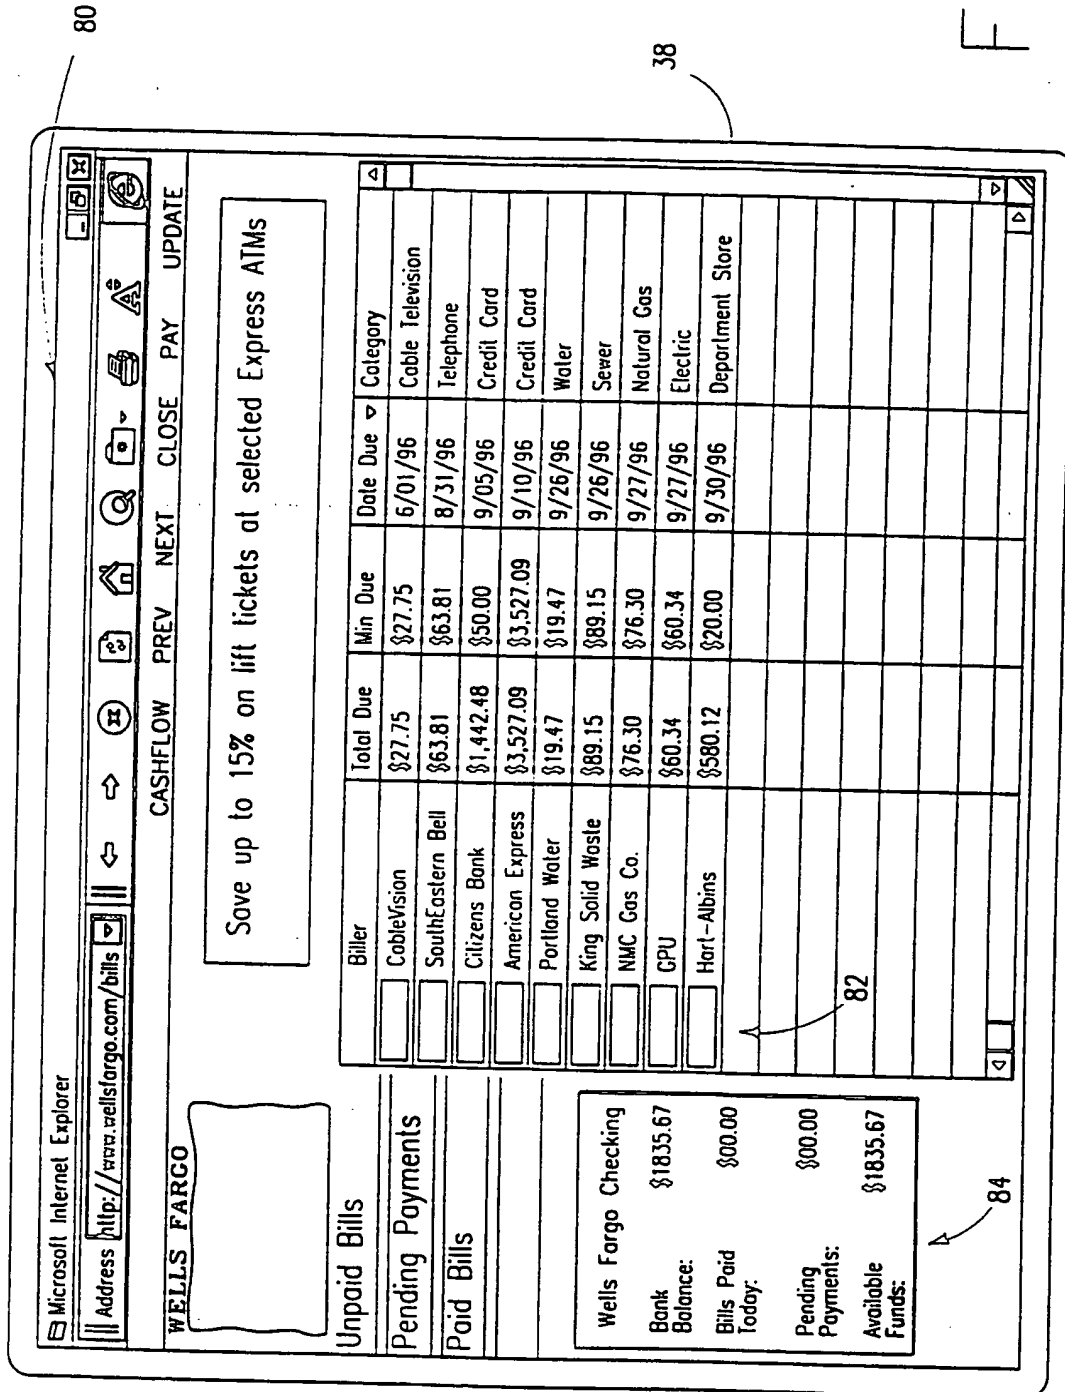 80
Microsoft Internet Explorer
Address http://www.wellsfargo.com/bills
CASHFLOW PREV NEXT CLOSE PAY UPDATE
WELLS FARGO
Save up to 15% on lift tickets at selected Express ATMs
Unpaid Bills
Pending Payments
Paid Bills
Biller Total Due Min Due Date Due Category
CableVision $27.75 $27.75 6/01/96 Cable Television
SouthEastern Bell $63.81 $63.81 8/31/96 Telephone
Citizens Bank $1,442.48 $50.00 9/05/96 Credit Card
American Express $3,527.09 $3,527.09 9/10/96 Credit Card
Portland Water $19.47 $19.47 9/26/96 Water
King Solid Waste $89.15 $89.15 9/26/96 Sewer
NMC Gas Co. $76.30 $76.30 9/27/96 Natural Gas
GPU $60.34 $60.34 9/27/96 Electric
Hart-Albins $580.12 $20.00 9/30/96 Department Store
82
Wells Fargo Checking
Bank
Balance: $1835.67
Bills Paid
Today: $00.00
Pending
Payments: $00.00
Available
Funds: $1835.67
84
38
F